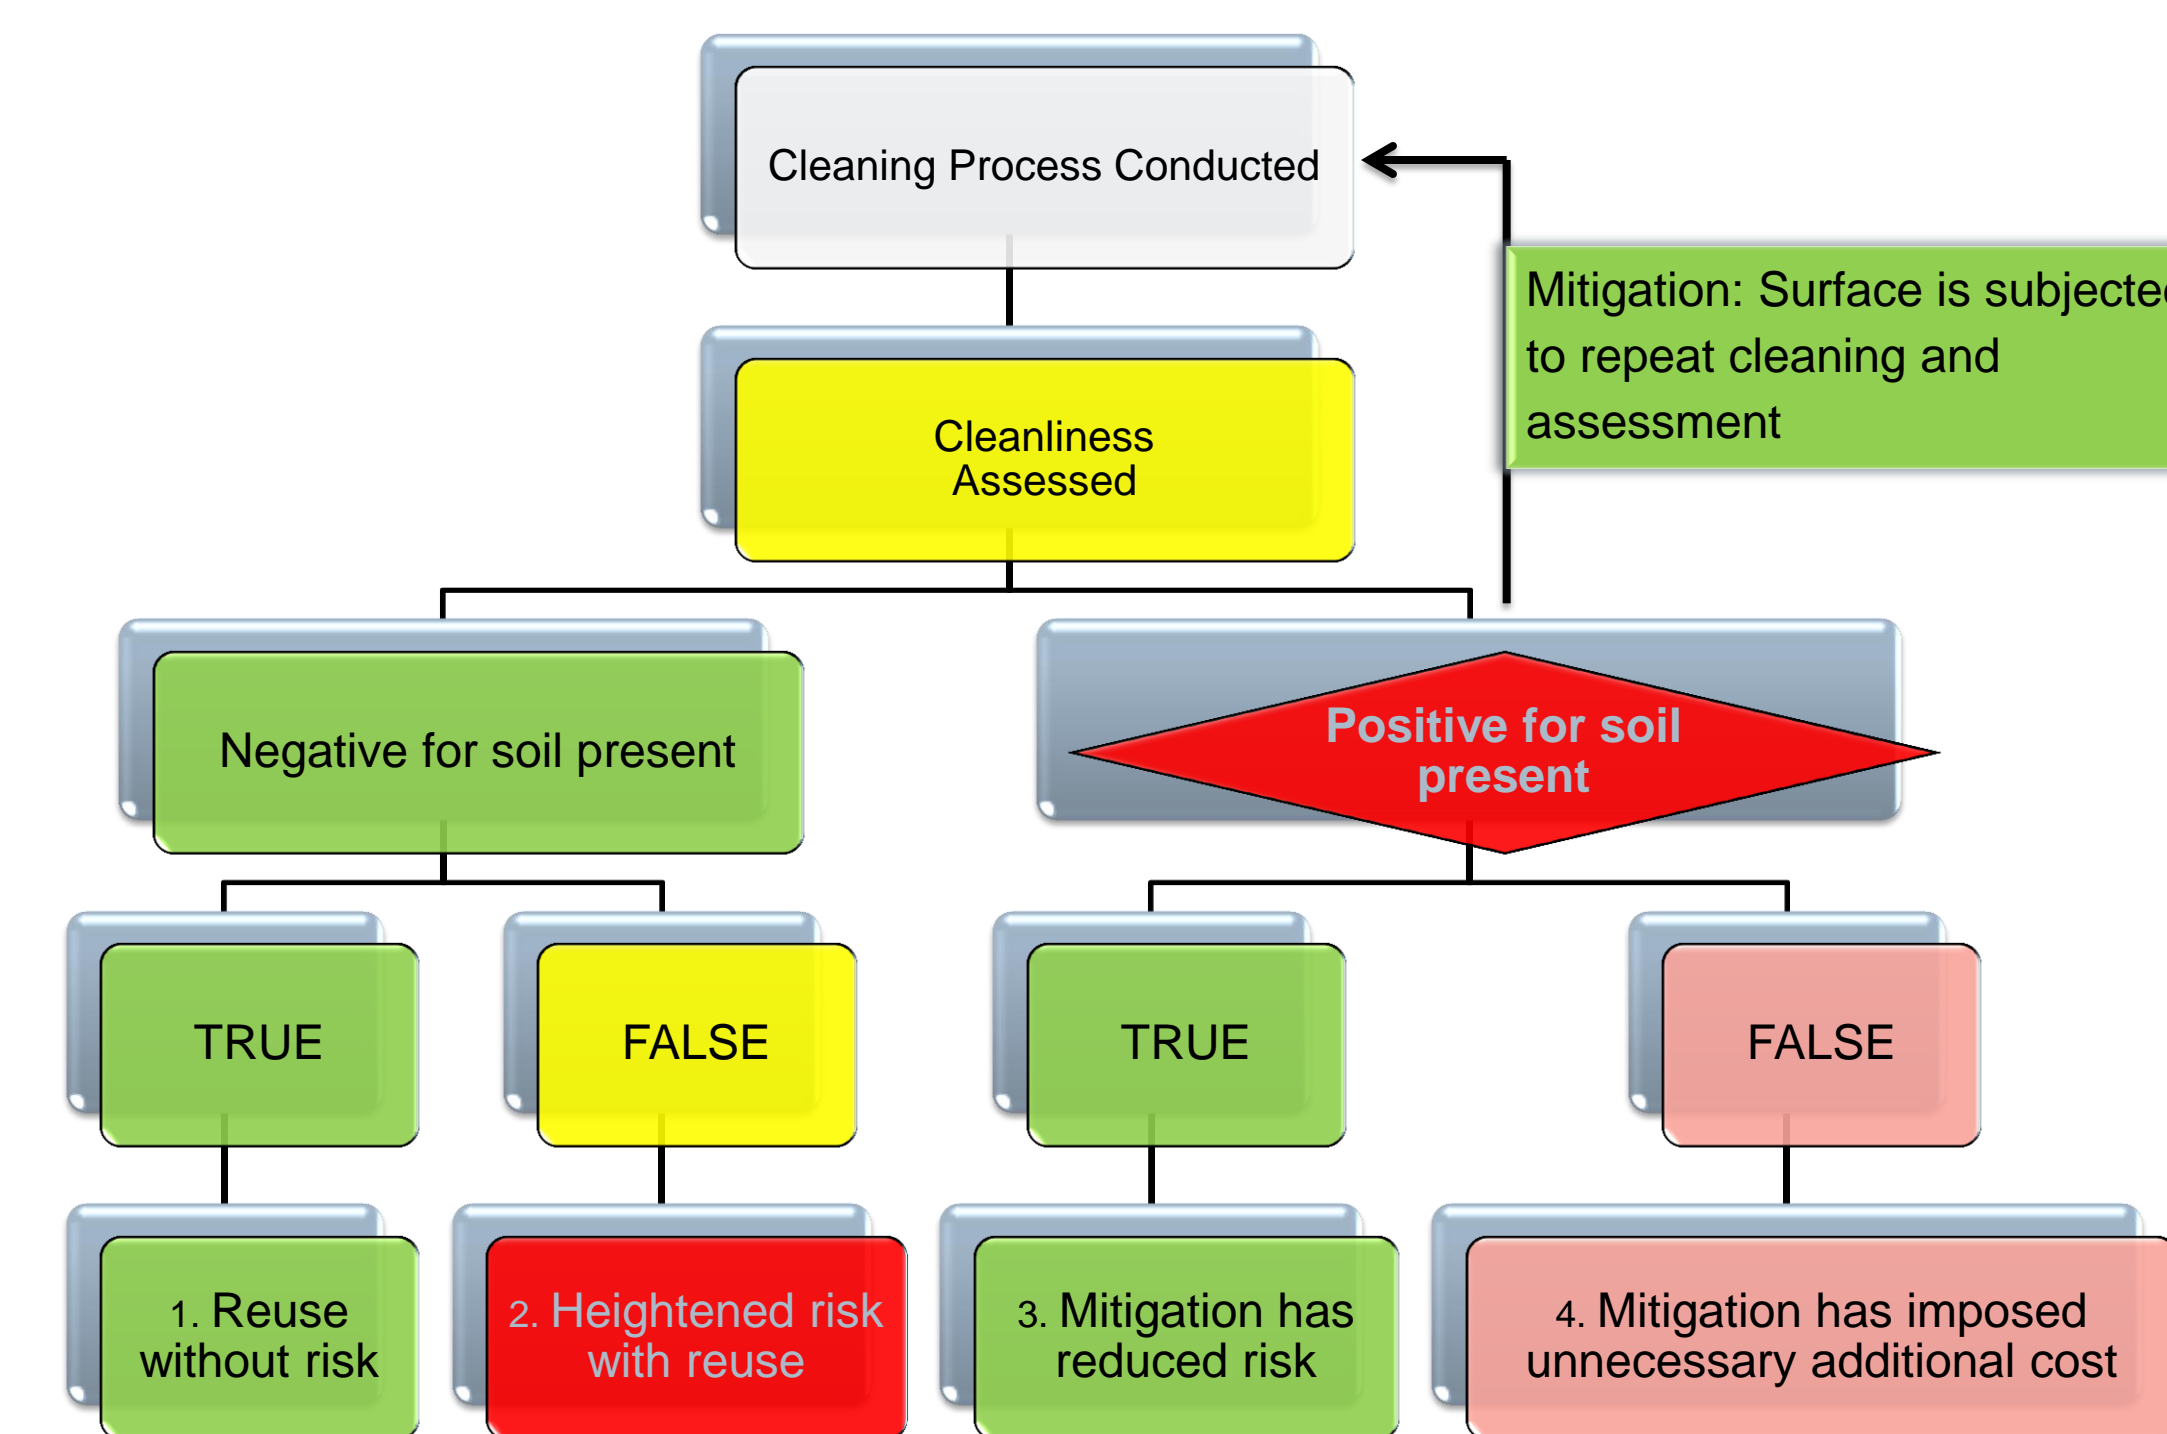 Cleaning Process Conducted
Mitigation: Surface is subjected
to repeat cleaning and
assessment
Cleanliness
Assessed
Negative for soil present
Positive for soil
present
TRUE
FALSE
TRUE
FALSE
1. Reuse
without risk
2. Heightened risk
with reuse
3. Mitigation has
reduced risk
4. Mitigation has imposed
unnecessary additional cost